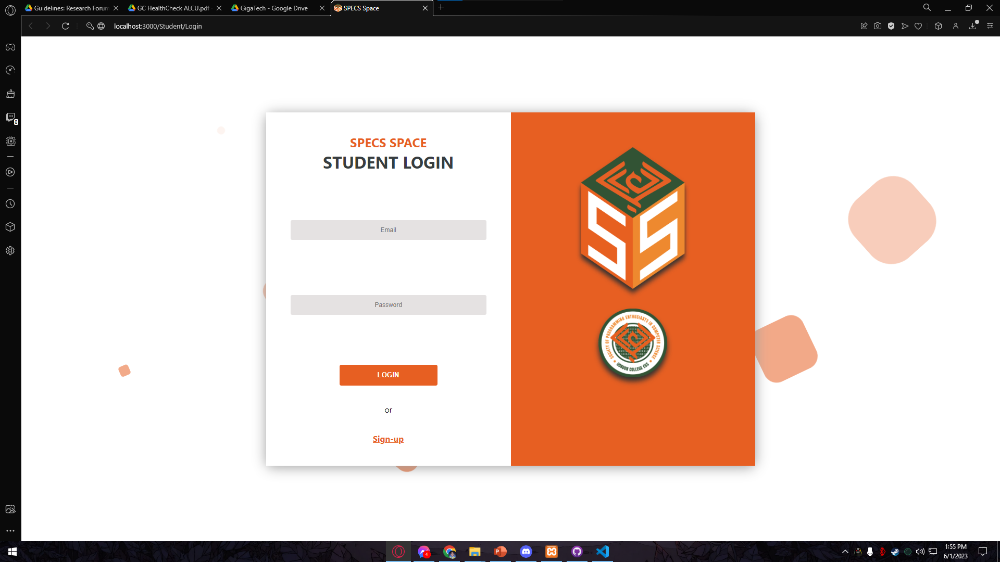 Guidelines: Research Forum
GC HealthCheck ALCU.pdf
GigaTech - Google Drive
SPECS Space
localhost:3000/Student/Login
8
SPECS SPACE
STUDENT LOGIN
Email
Password
LOGIN
or
Sign-up
SS
SOCIETY OF PROGRAMMING ENTHUSIASTS IN COMPUTER SCIENCE
GORDON COLLEGE CCS
4
1:55 PM
6/1/2023